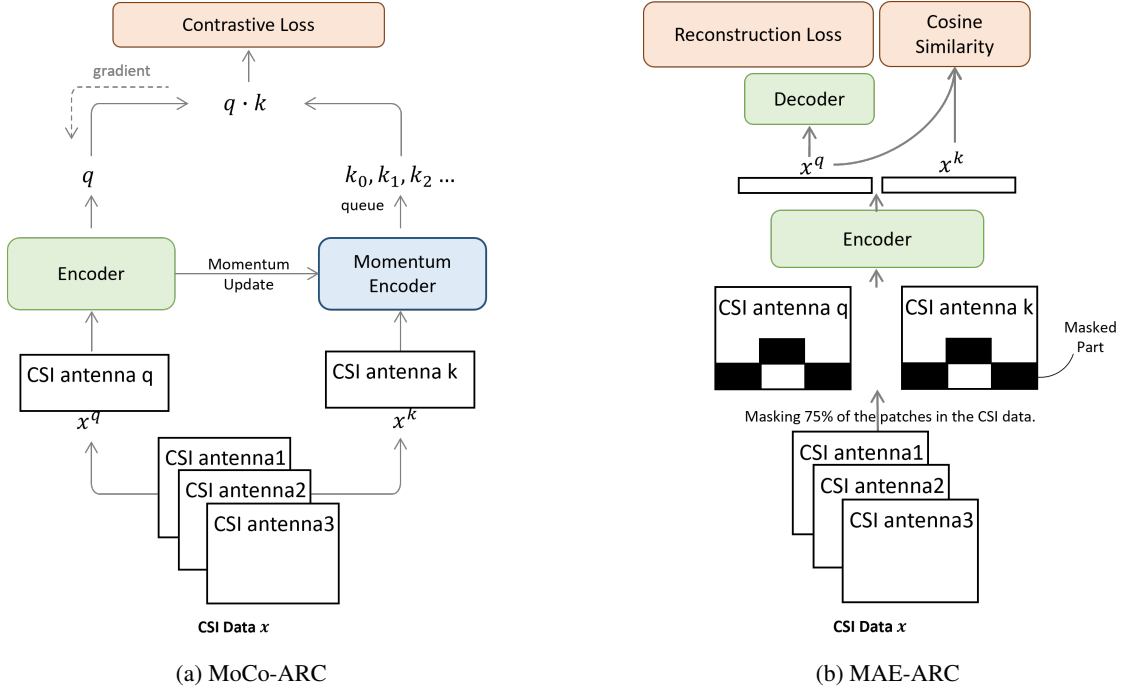 Contrastive Loss
gradient
q · k
q
k₀, k₁, k₂ ...
queue
Encoder
Momentum
Update
Momentum
Encoder
CSI antenna q
CSI antenna k
x^q
x^k
CSI antenna1
CSI antenna2
CSI antenna3
CSI Data x
(a) MoCo-ARC
Reconstruction Loss
Cosine
Similarity
Decoder
x^q
x^k
Encoder
CSI antenna q
CSI antenna k
Masked
Part
Masking 75% of the patches in the CSI data.
CSI antenna1
CSI antenna2
CSI antenna3
CSI Data x
(b) MAE-ARC